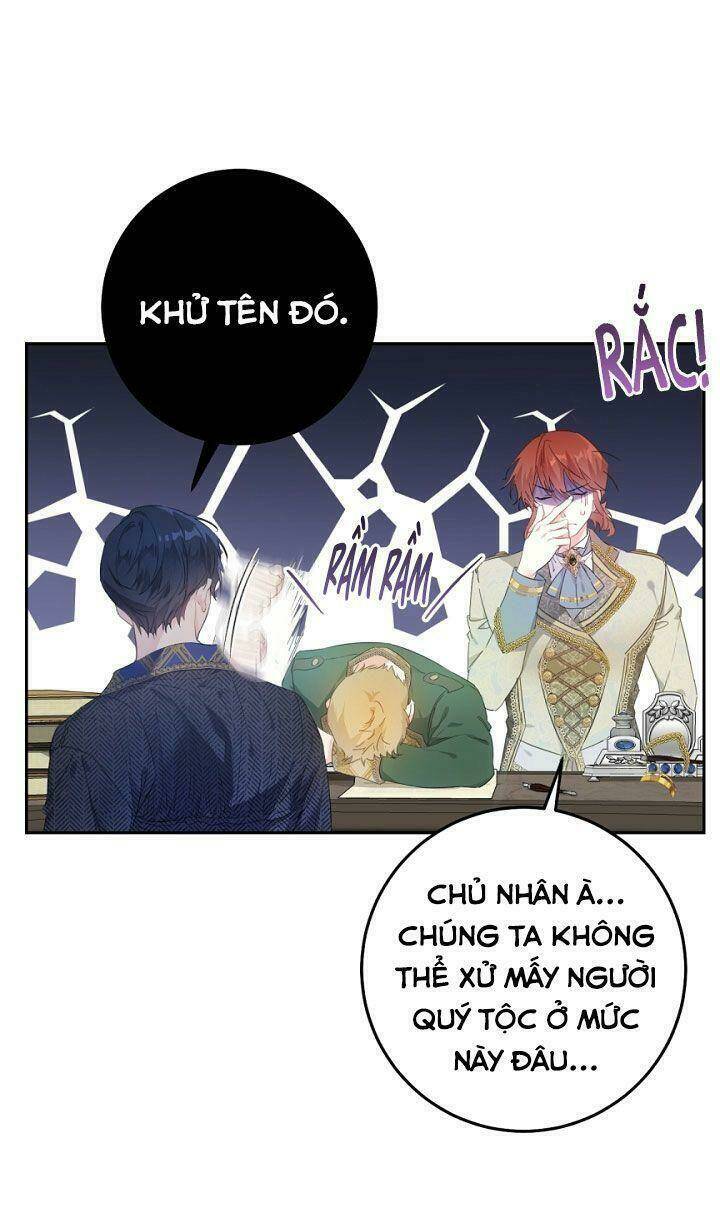 KHỬ TÊN ĐÓ.
RẮC!
RẦM RẦM
CHỦ NHÂN À...
CHÚNG TA KHÔNG
THỂ XỬ MẤY NGƯỜI
QUÝ TỘC Ở MỨC
NÀY ĐÂU...